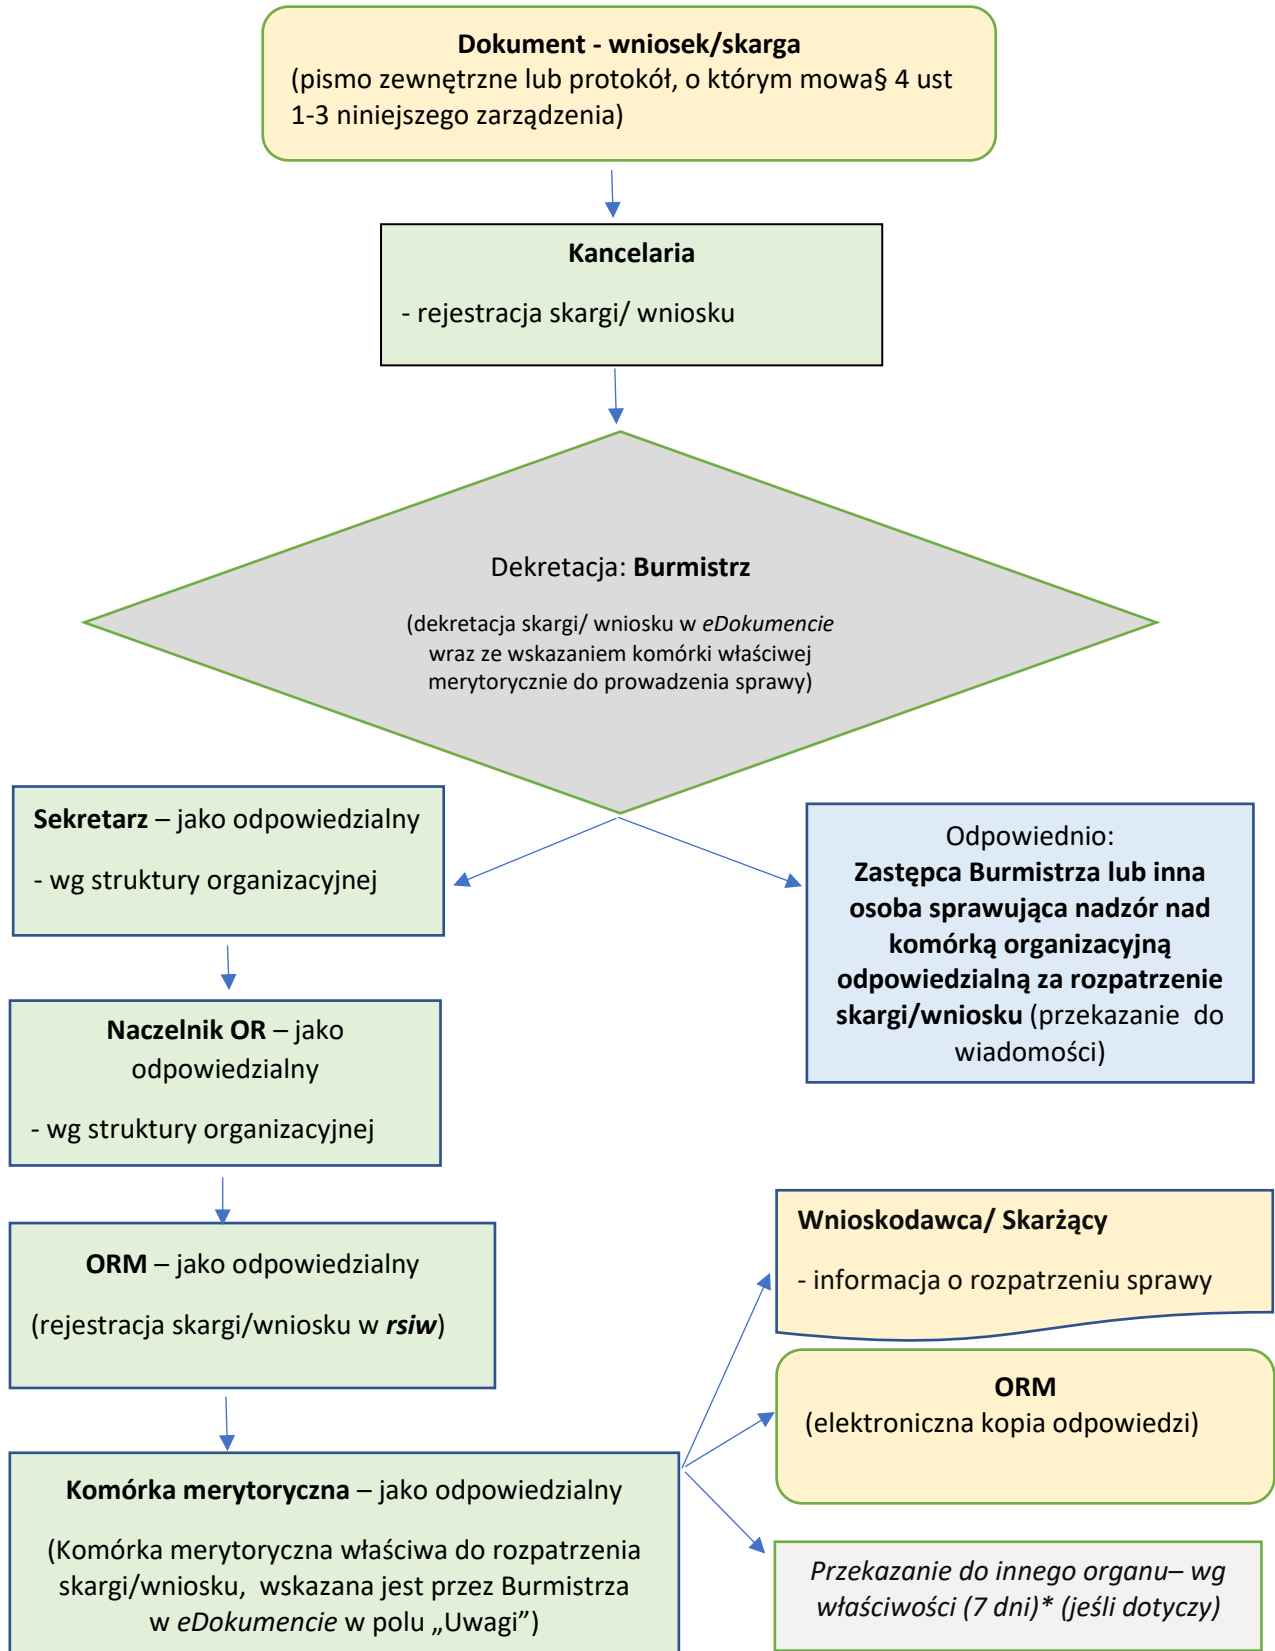 Dokument - wniosek/skarga
(pismo zewnętrzne lub protokół, o którym mowa§ 4 ust
1-3 niniejszego zarządzenia)
Kancelaria
- rejestracja skargi/ wniosku
Dekretacja: Burmistrz
(dekretacja skargi/ wniosku w eDokumencie
wraz ze wskazaniem komórki właściwej
merytorycznie do prowadzenia sprawy)
Sekretarz – jako odpowiedzialny
- wg struktury organizacyjnej
Odpowiednio:
Zastępca Burmistrza lub inna
osoba sprawująca nadzór nad
komórką organizacyjną
odpowiedzialną za rozpatrzenie
skargi/wniosku (przekazanie do
wiadomości)
Naczelnik OR – jako
odpowiedzialny
- wg struktury organizacyjnej
ORM – jako odpowiedzialny
(rejestracja skargi/wniosku w rsiw)
Wnioskodawca/ Skarżący
- informacja o rozpatrzeniu sprawy
ORM
(elektroniczna kopia odpowiedzi)
Komórka merytoryczna – jako odpowiedzialny
(Komórka merytoryczna właściwa do rozpatrzenia
skargi/wniosku, wskazana jest przez Burmistrza
w eDokumencie w polu „Uwagi”)
Przekazanie do innego organu– wg
właściwości (7 dni)* (jeśli dotyczy)